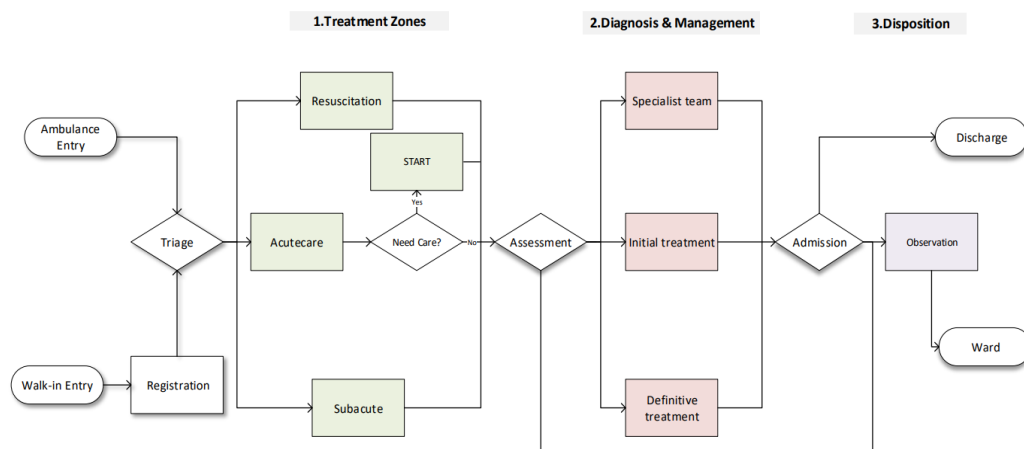 1.Treatment Zones
2.Diagnosis & Management
3.Disposition
Resuscitation
Specialist team
Ambulance
Entry
Discharge
START
Yes
Triage
Acutecare
Need Care?
No
Assessment
Initial treatment
Admission
Observation
Ward
Walk-in Entry
Registration
Subacute
Definitive
treatment